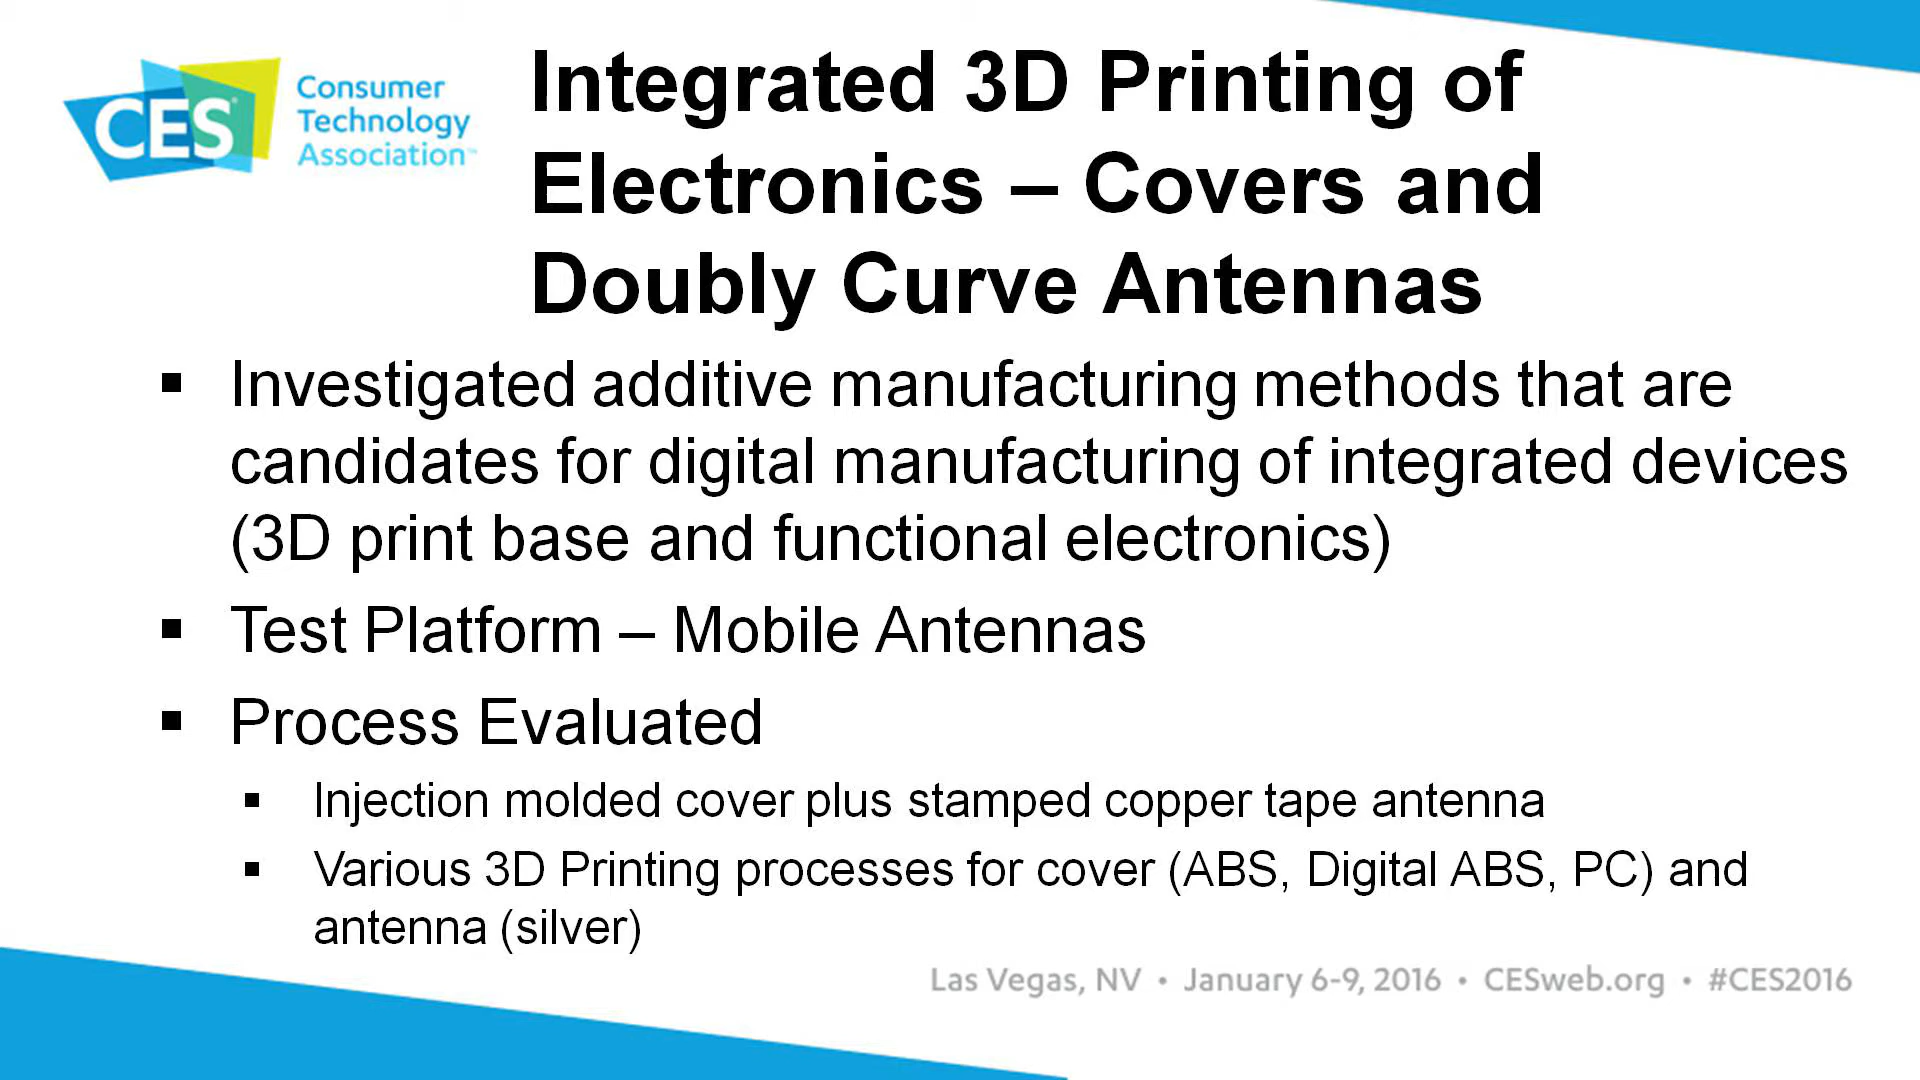 CES
Consumer
Technology
Association™
Integrated 3D Printing of
Electronics – Covers and
Doubly Curve Antennas
▪ Investigated additive manufacturing methods that are
candidates for digital manufacturing of integrated devices
(3D print base and functional electronics)
▪ Test Platform – Mobile Antennas
▪ Process Evaluated
▪ Injection molded cover plus stamped copper tape antenna
▪ Various 3D Printing processes for cover (ABS, Digital ABS, PC) and
antenna (silver)
Las Vegas, NV • January 6-9, 2016 • CESweb.org • #CES2016